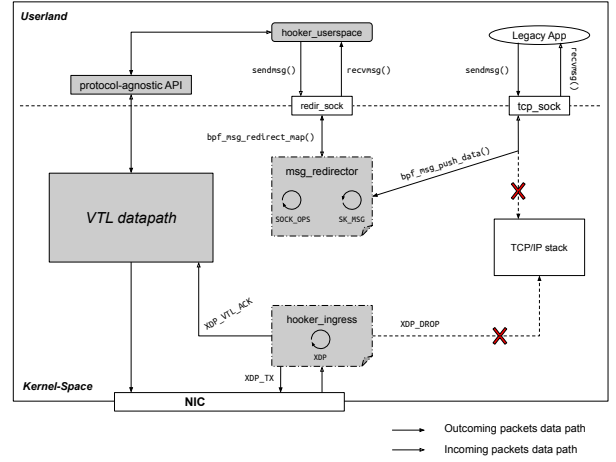 Userland
hooker_userspace
Legacy App
sendmsg()
recvmsg()
sendmsg()
recvmsg()
protocol-agnostic API
redir_sock
tcp_sock
bpf_msg_redirect_map()
bpf_msg_push_data()
msg_redirector
SOCK_OPS
SK_MSG
VTL datapath
TCP/IP stack
XDP_VTL_ACK
hooker_ingress
XDP
XDP_DROP
XDP_TX
Kernel-Space
NIC
Outcoming packets data path
Incoming packets data path